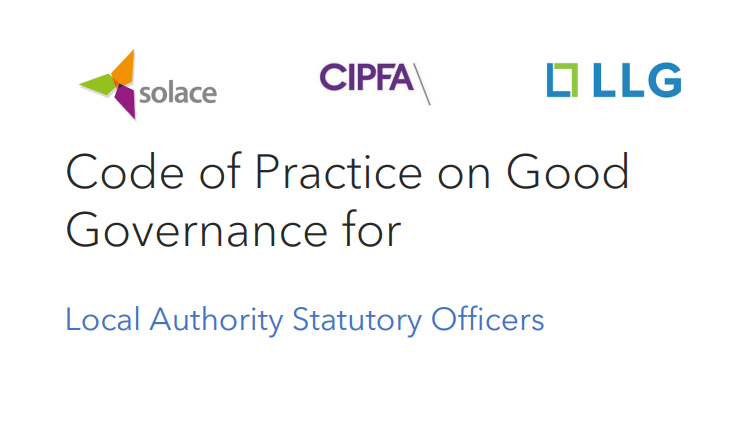 solace CIPFA LLG
Code of Practice on Good
Governance for
Local Authority Statutory Officers